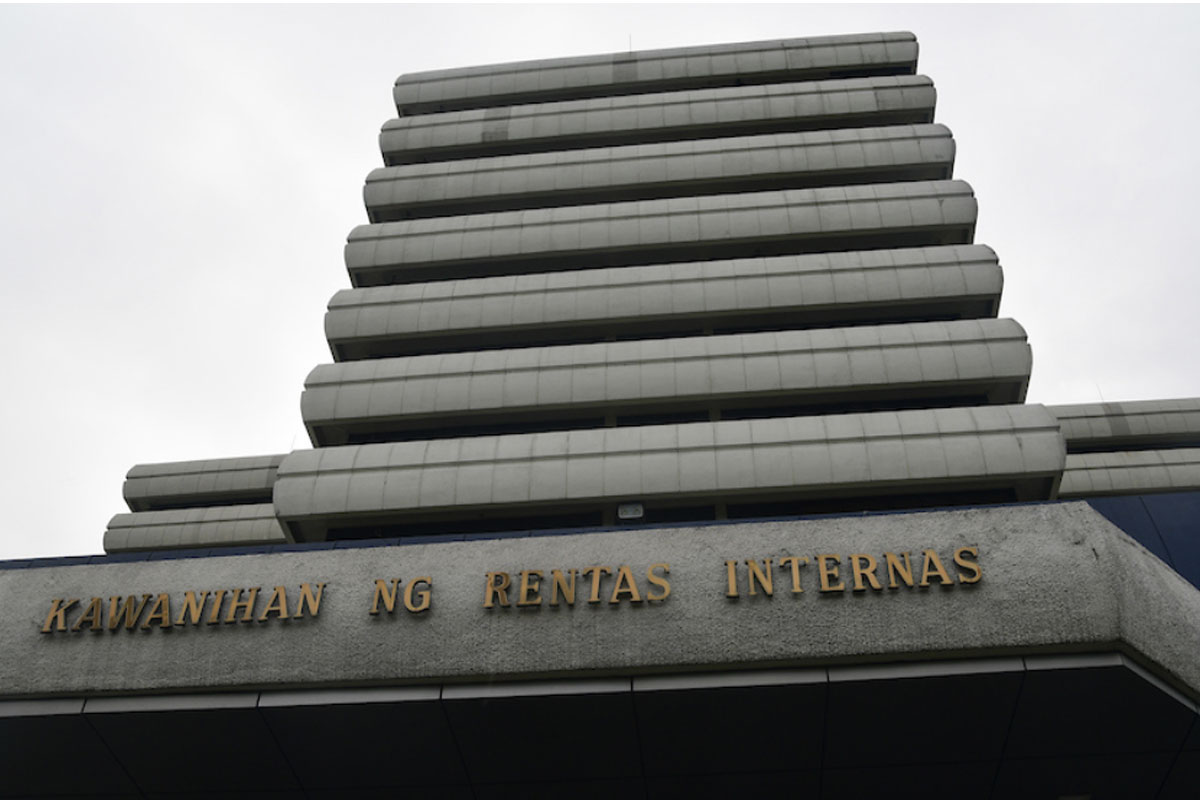 KAWANIHAN NG RENTAS INTERNAS